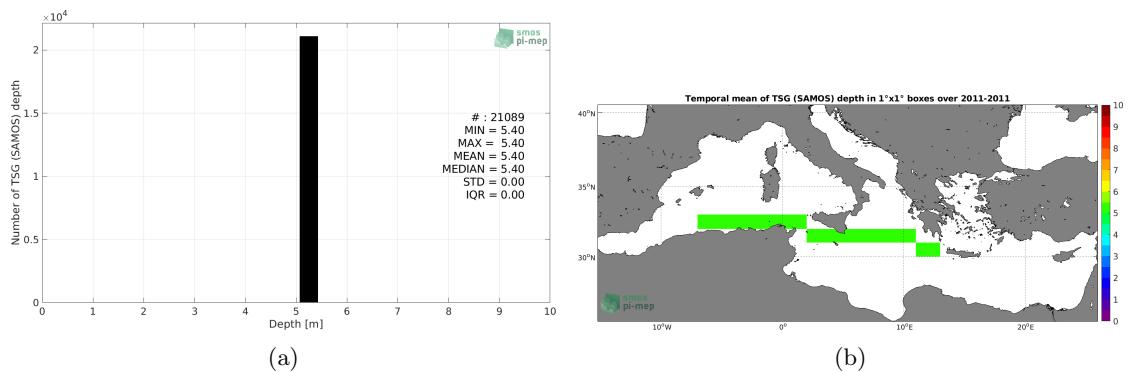 ×10⁴
2
1.5
1
0.5
0
Number of TSG (SAMOS) depth
smos
pi-mep
# : 21089
MIN = 5.40
MAX = 5.40
MEAN = 5.40
MEDIAN = 5.40
STD = 0.00
IQR = 0.00
0 1 2 3 4 5 6 7 8 9 10
Depth [m]
(a)
Temporal mean of TSG (SAMOS) depth in 1°x1° boxes over 2011-2011
40°N
35°N
30°N
smos
pi-mep
10°W 0° 10°E 20°E
10
9
8
7
6
5
4
3
2
1
0
(b)